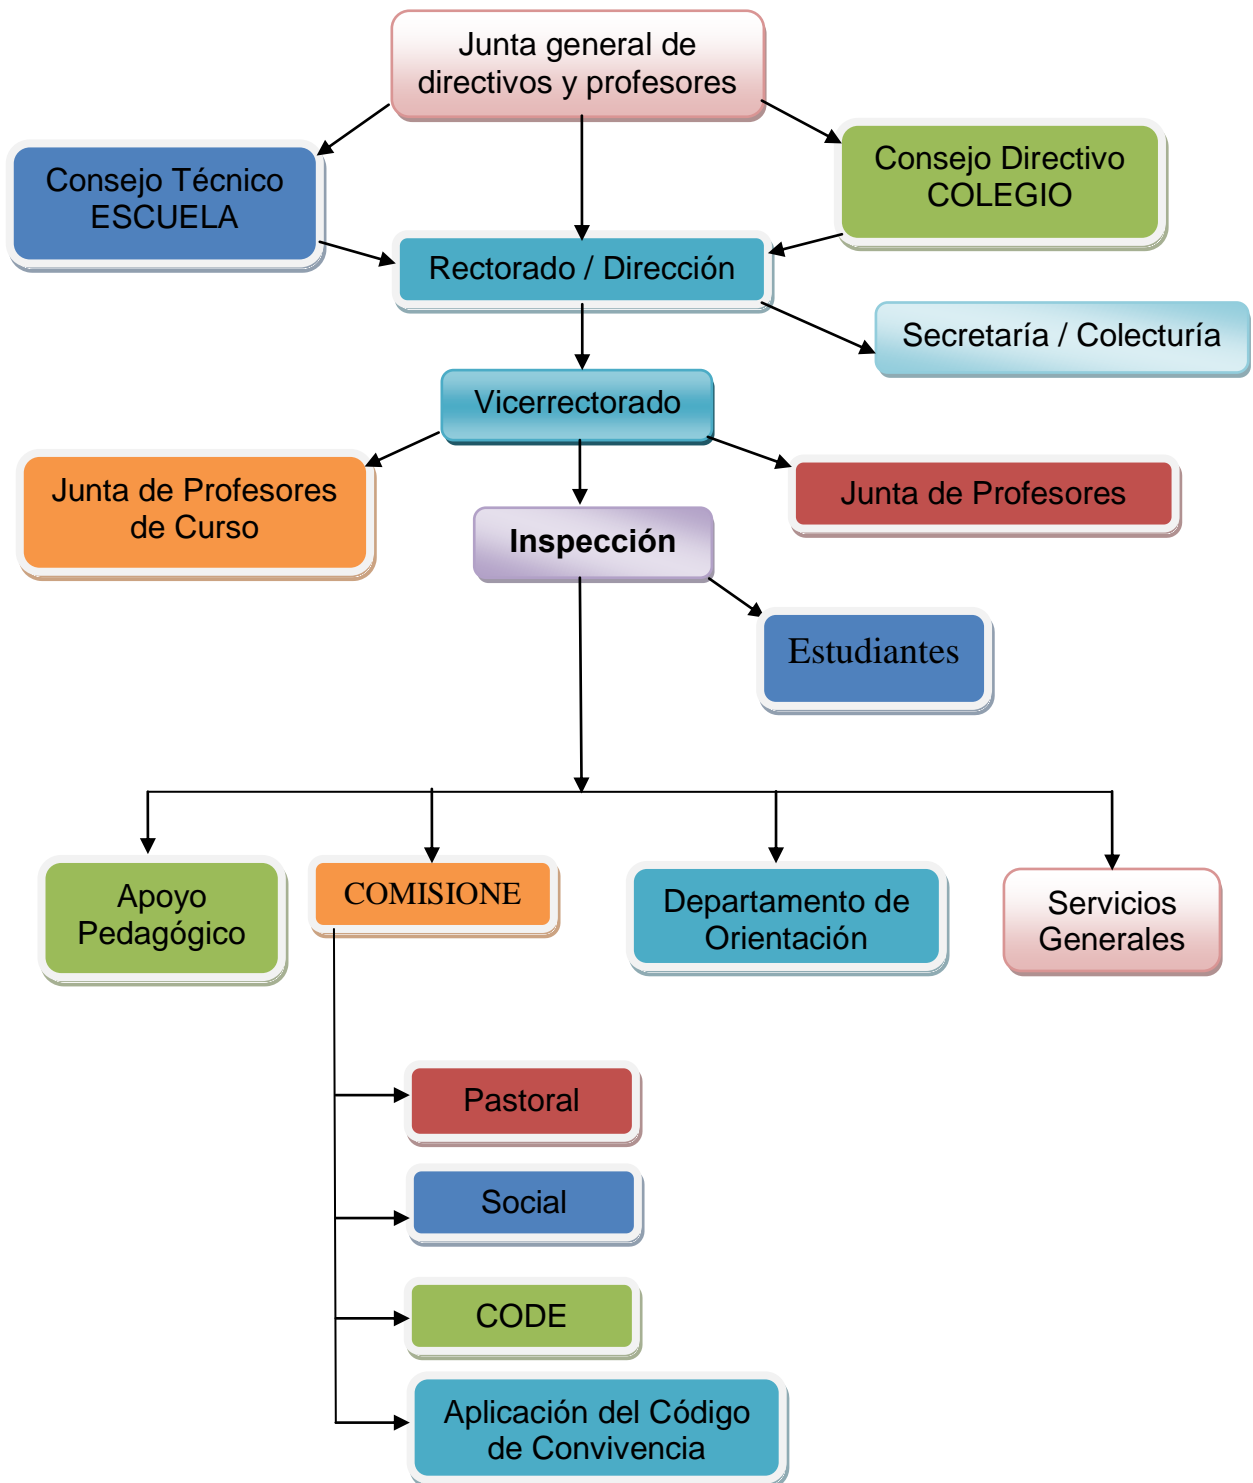 Junta general de
directivos y profesores
Consejo Técnico
ESCUELA
Consejo Directivo
COLEGIO
Rectorado / Dirección
Secretaría / Colecturía
Vicerrectorado
Junta de Profesores
de Curso
Junta de Profesores
Inspección
Estudiantes
Apoyo
Pedagógico
COMISIONE
Departamento de
Orientación
Servicios
Generales
Pastoral
Social
CODE
Aplicación del Código
de Convivencia